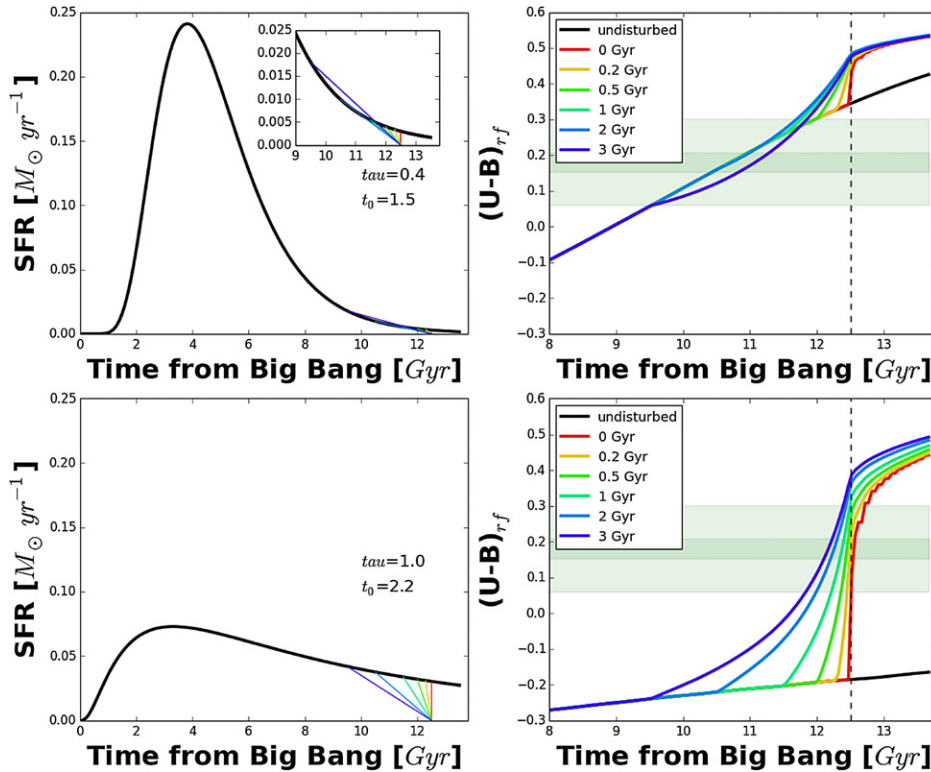 SFR [M⊙ yr⁻¹]
0.25
0.20
0.15
0.10
0.05
0.00
0 2 4 6 8 10 12
Time from Big Bang [Gyr]
0.025
0.020
0.015
0.010
0.005
0.000
9 10 11 12 13
tau=0.4
t₀=1.5
(U-B)rf
0.6
0.5
0.4
0.3
0.2
0.1
0.0
−0.1
−0.2
−0.3
8 9 10 11 12 13
Time from Big Bang [Gyr]
undisturbed
0 Gyr
0.2 Gyr
0.5 Gyr
1 Gyr
2 Gyr
3 Gyr
SFR [M⊙ yr⁻¹]
0.25
0.20
0.15
0.10
0.05
0.00
0 2 4 6 8 10 12
Time from Big Bang [Gyr]
tau=1.0
t₀=2.2
(U-B)rf
0.6
0.5
0.4
0.3
0.2
0.1
0.0
−0.1
−0.2
−0.3
8 9 10 11 12 13
Time from Big Bang [Gyr]
undisturbed
0 Gyr
0.2 Gyr
0.5 Gyr
1 Gyr
2 Gyr
3 Gyr